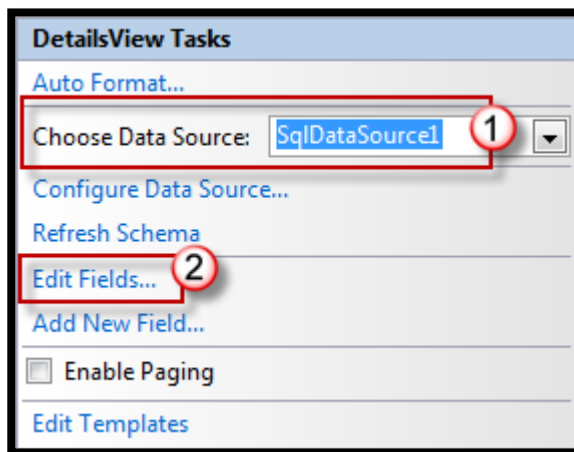 DetailsView Tasks
Auto Format...
Choose Data Source: SqlDataSource1 1
Configure Data Source...
Refresh Schema
Edit Fields... 2
Add New Field...
Enable Paging
Edit Templates